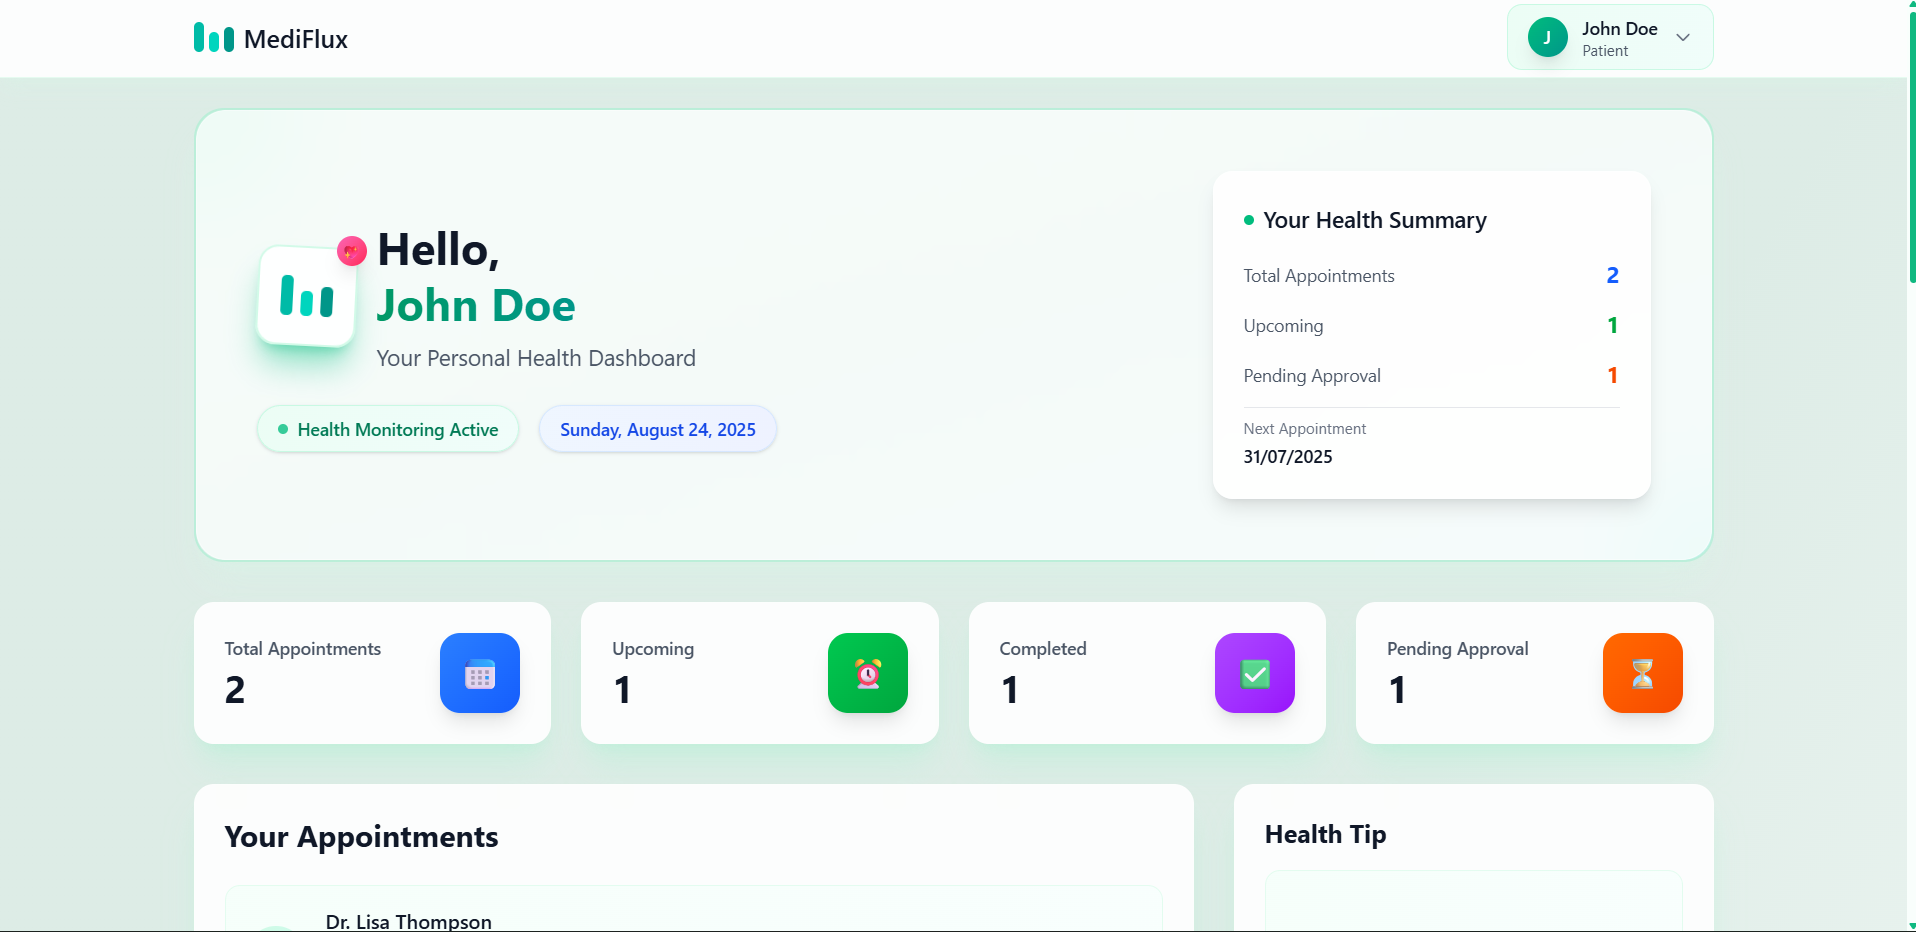 MediFlux
J
John Doe
Patient
Hello,
John Doe
Your Personal Health Dashboard
Health Monitoring Active
Sunday, August 24, 2025
Your Health Summary
Total Appointments 2
Upcoming 1
Pending Approval 1
Next Appointment
31/07/2025
Total Appointments
2
Upcoming
1
Completed
1
Pending Approval
1
Your Appointments
Dr. Lisa Thompson
Health Tip